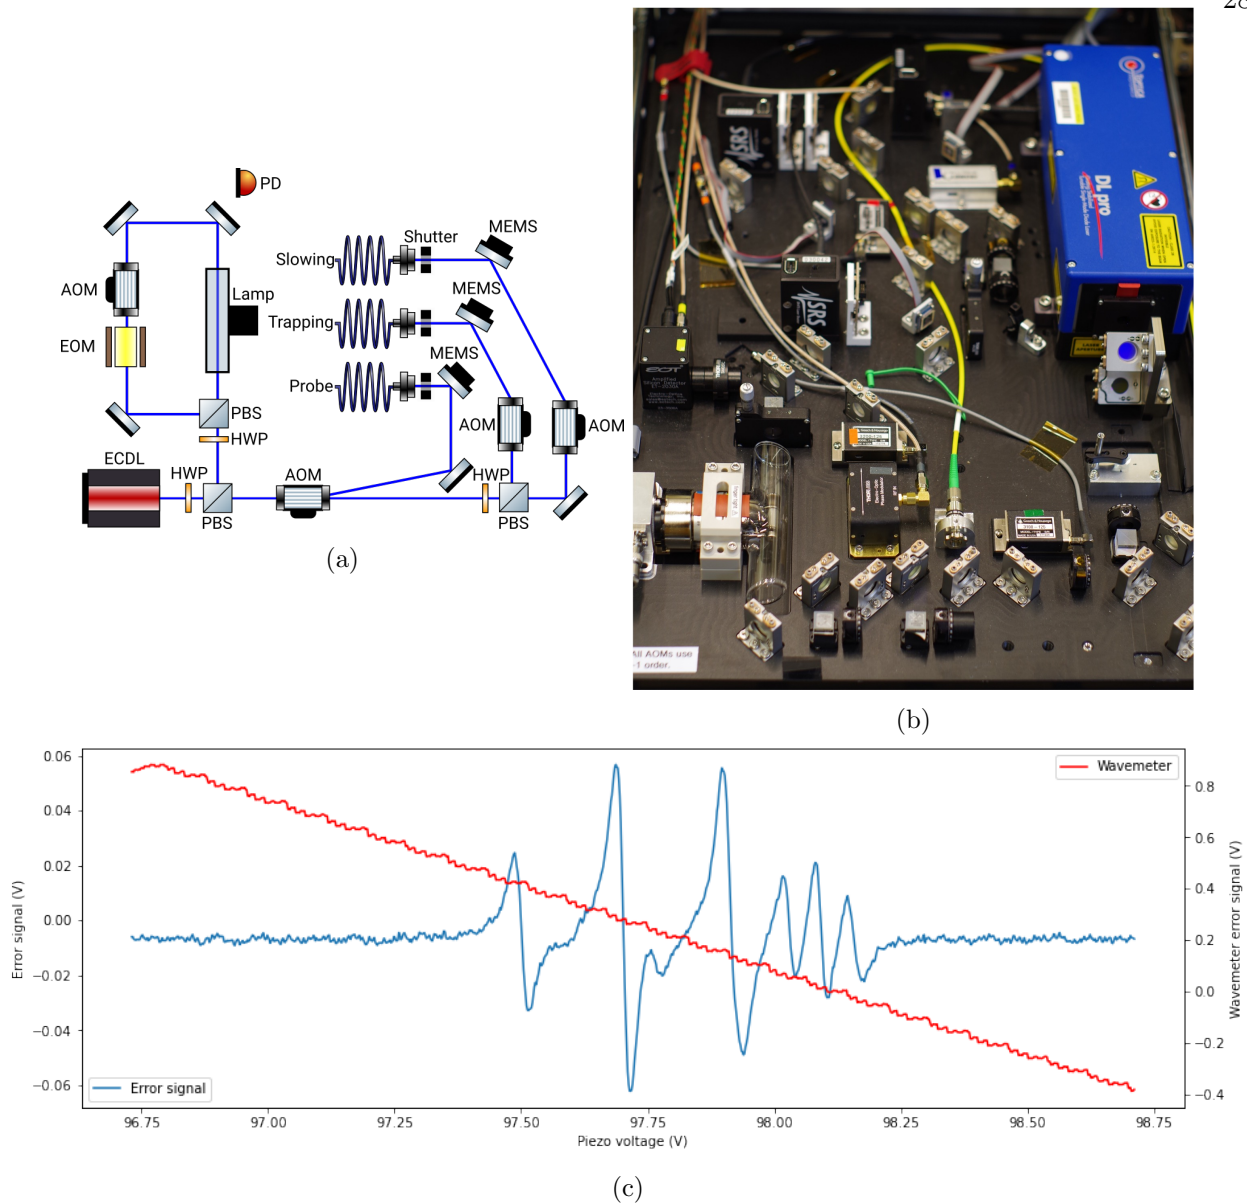 28
PD
AOM
EOM
Lamp
PBS
HWP
ECDL
HWP
PBS
AOM
Slowing
Shutter
MEMS
Trapping
MEMS
Probe
MEMS
AOM
AOM
HWP
PBS
(a)
SRS
SRS
DL pro
EOT
All AOMs use
-1 order.
(b)
0.06
0.04
0.02
0.00
−0.02
−0.04
−0.06
Error signal (V)
Error signal
Wavemeter
0.8
0.6
0.4
0.2
0.0
−0.2
−0.4
Wavemeter error signal (V)
96.75 97.00 97.25 97.50 97.75 98.00 98.25 98.50 98.75
Piezo voltage (V)
(c)